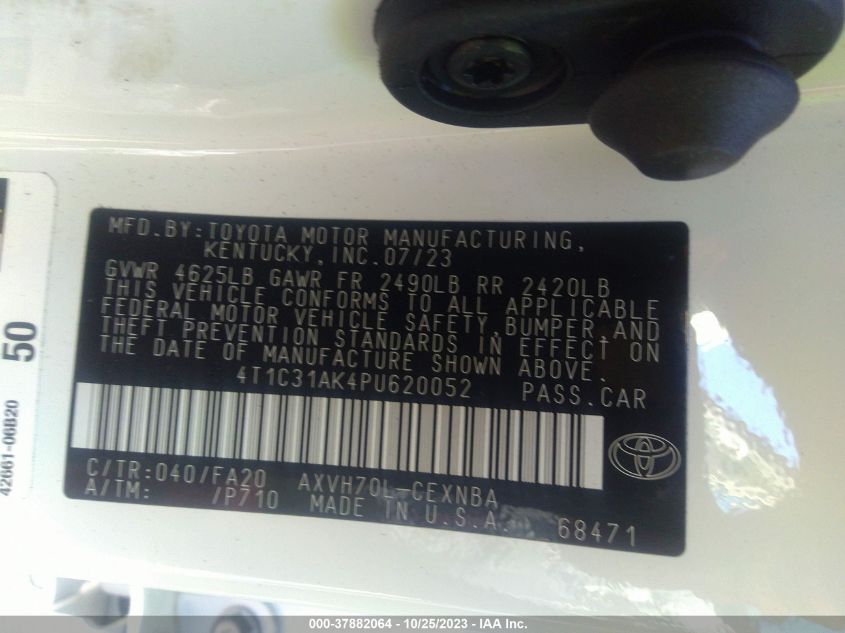 MFD.BY:TOYOTA MOTOR MANUFACTURING,
KENTUCKY,INC.07/23
GVWR 4625LB GAWR FR 2490LB RR 2420LB
THIS VEHICLE CONFORMS TO ALL APPLICABLE
FEDERAL MOTOR VEHICLE SAFETY,BUMPER,AND
THEFT PREVENTION STANDARDS IN EFFECT ON
THE DATE OF MANUFACTURE SHOWN ABOVE.
4T1C31AK4PU620052 PASS.CAR
C/TR:040/FA20 AXVH70L-CEXNBA
A/TM: /P710 MADE IN U.S.A. 68471
50
42661-06B20
000-37882064 - 10/25/2023 - IAA Inc.